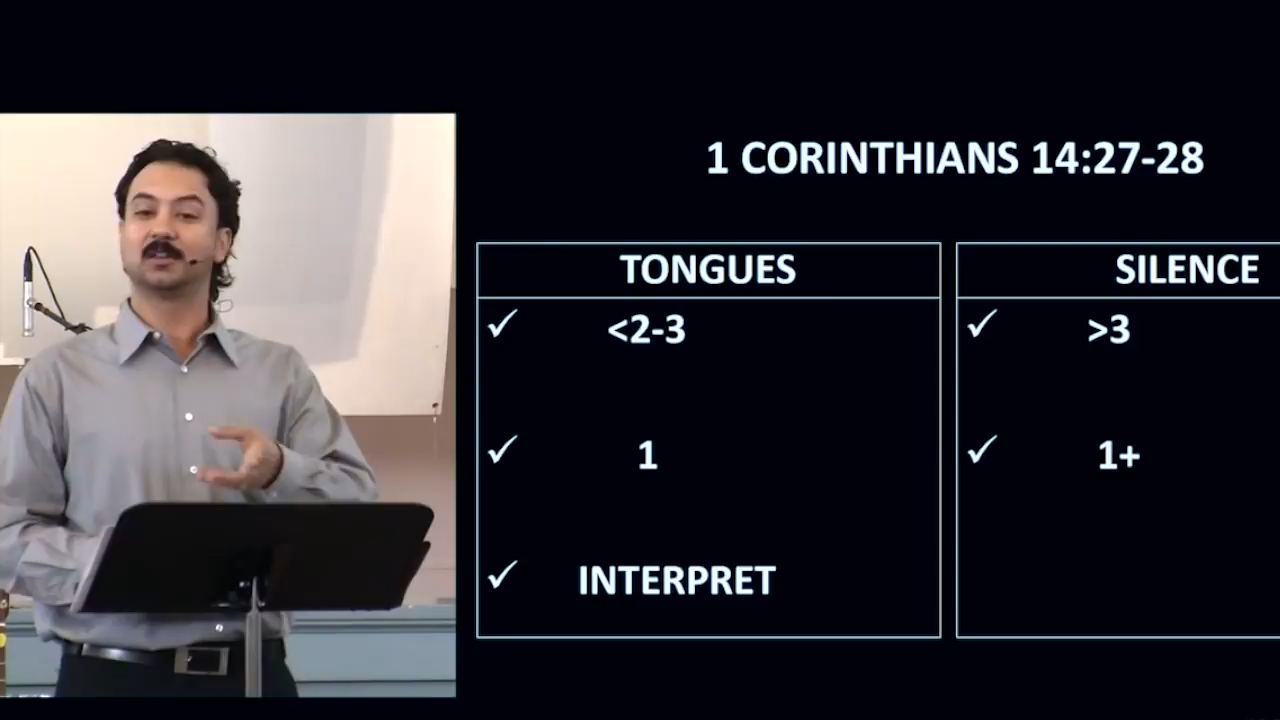 1 CORINTHIANS 14:27-28
TONGUES
✓ <2-3
✓ 1
✓ INTERPRET
SILENCE
✓ >3
✓ 1+